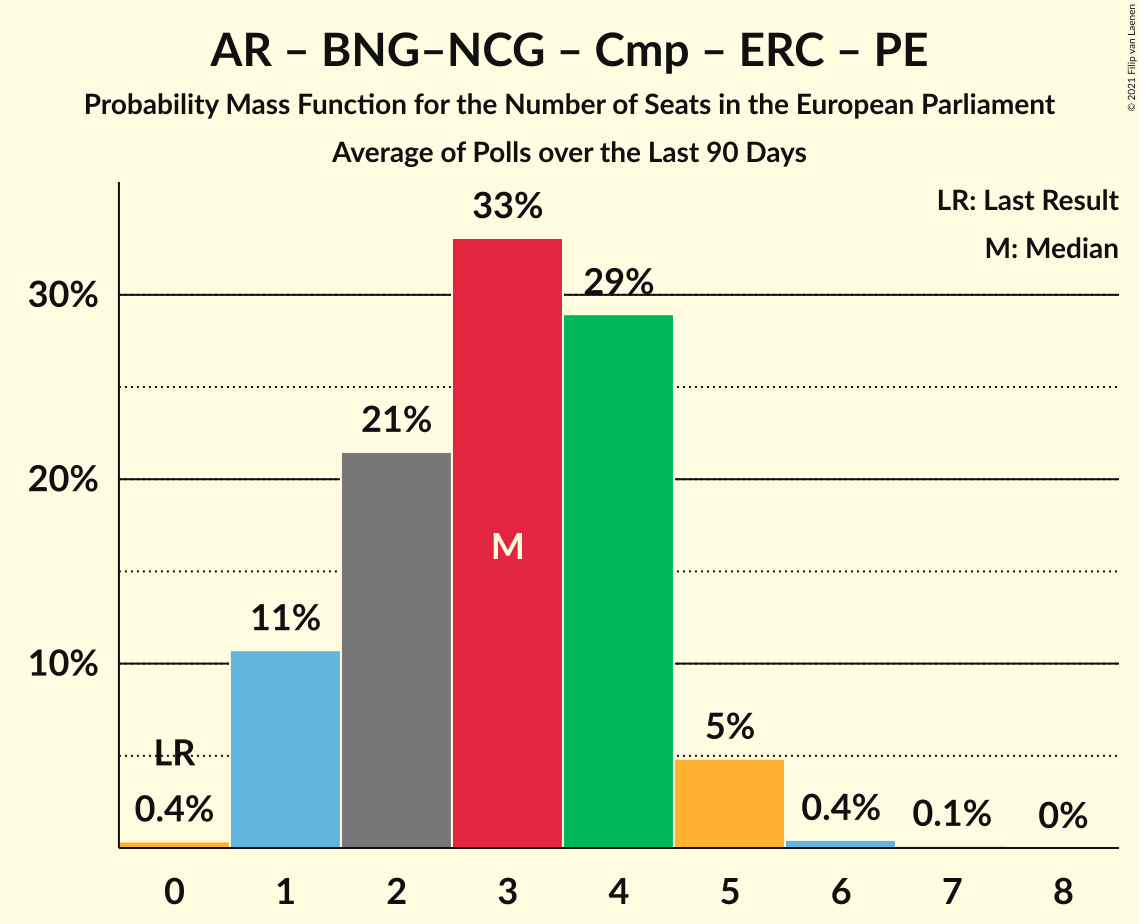 AR – BNG–NCG – Cmp – ERC – PE
Probability Mass Function for the Number of Seats in the European Parliament
Average of Polls over the Last 90 Days
© 2021 Filip van Laenen
LR: Last Result
M: Median
33%
30%
29%
21%
20%
M
11%
10%
LR
5%
0.4%
0.4%
0.1%
0%
0 1 2 3 4 5 6 7 8